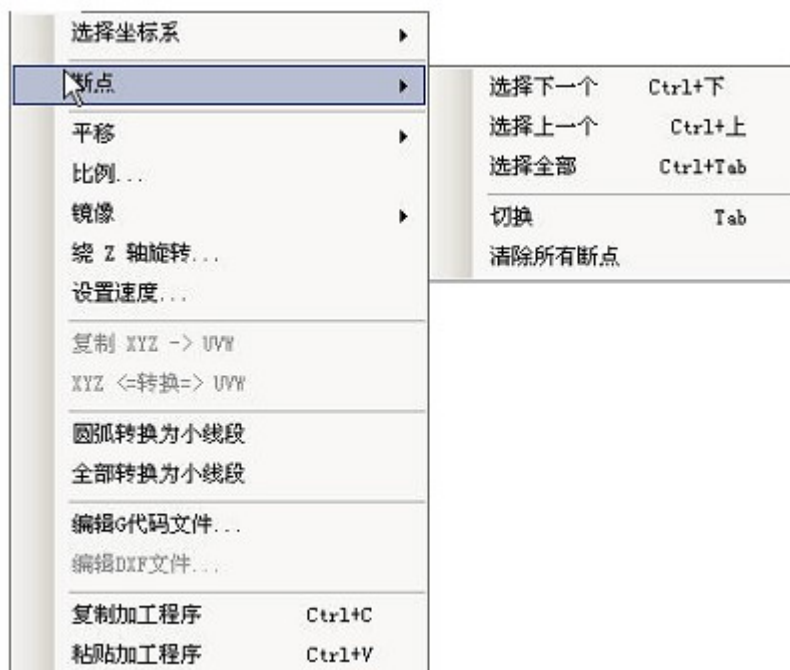 选择坐标系
断点
平移
比例...
镜像
绕 Z 轴旋转...
设置速度...
复制 XYZ -> UVW
XYZ <=转换=> UVW
圆弧转换为小线段
全部转换为小线段
编辑G代码文件...
编辑DXF文件...
复制加工程序 Ctrl+C
粘贴加工程序 Ctrl+V
选择下一个 Ctrl+下
选择上一个 Ctrl+上
选择全部 Ctrl+Tab
切换 Tab
清除所有断点